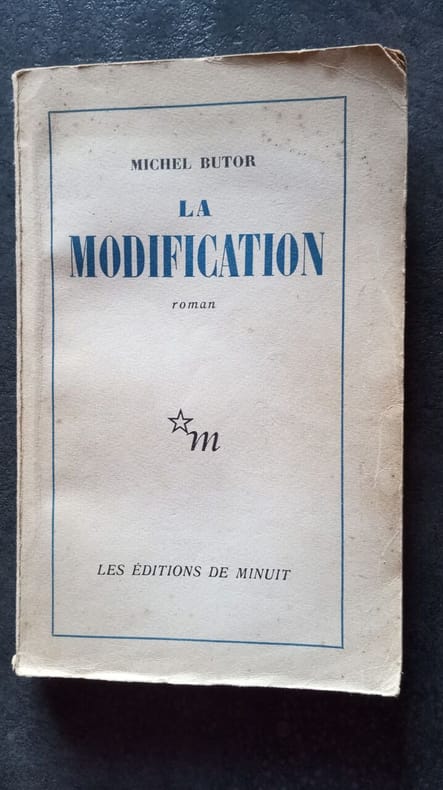 MICHEL BUTOR
LA
MODIFICATION
roman
m
LES ÉDITIONS DE MINUIT